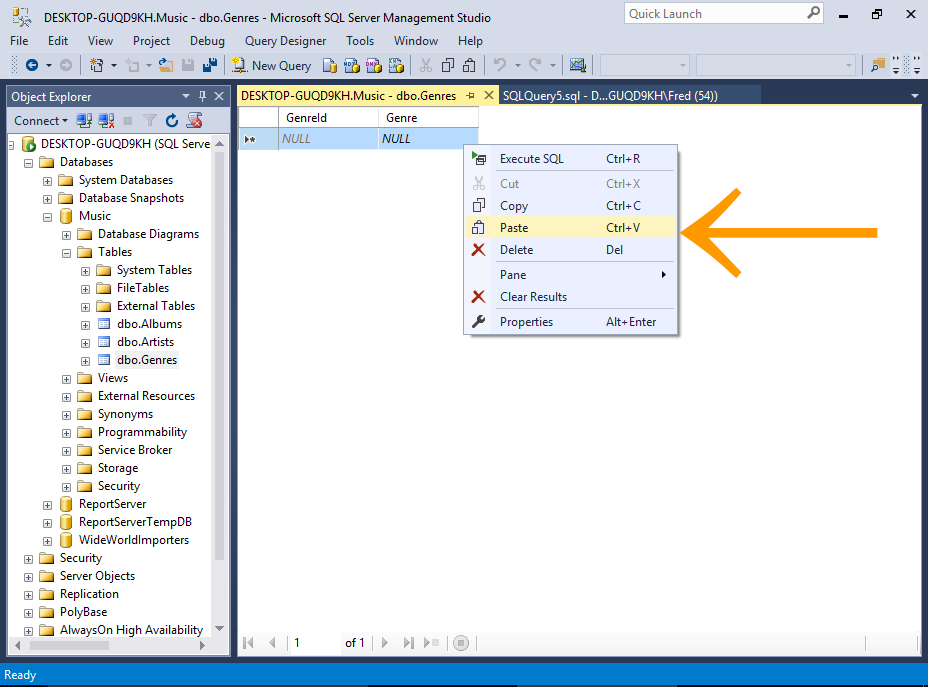 DESKTOP-GUQD9KH.Music - dbo.Genres - Microsoft SQL Server Management Studio
Quick Launch
File Edit View Project Debug Query Designer Tools Window Help
New Query
Object Explorer
DESKTOP-GUQD9KH.Music - dbo.Genres
SQLQuery5.sql - D...GUQD9KH\Fred (54))
Connect
DESKTOP-GUQD9KH (SQL Serve
Databases
System Databases
Database Snapshots
Music
Database Diagrams
Tables
System Tables
FileTables
External Tables
dbo.Albums
dbo.Artists
dbo.Genres
Views
External Resources
Synonyms
Programmability
Service Broker
Storage
Security
ReportServer
ReportServerTempDB
WideWorldImporters
Security
Server Objects
Replication
PolyBase
AlwaysOn High Availability
GenreId Genre
NULL NULL
Execute SQL Ctrl+R
Cut Ctrl+X
Copy Ctrl+C
Paste Ctrl+V
Delete Del
Pane
Clear Results
Properties Alt+Enter
1 of 1
Ready